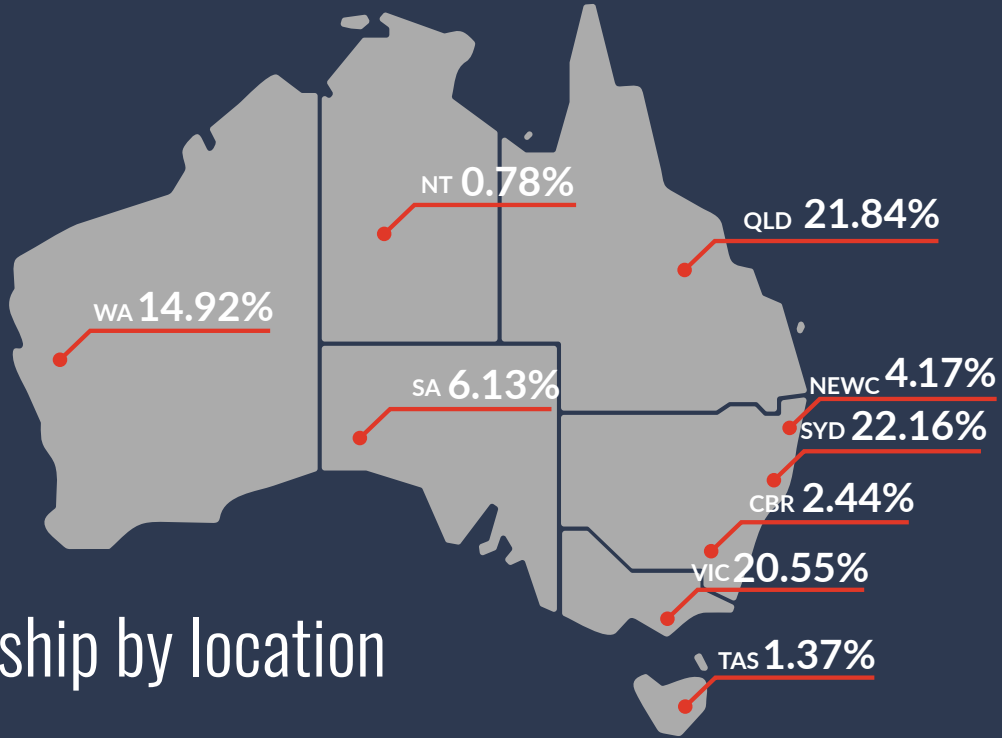 NT 0.78%
QLD 21.84%
WA 14.92%
SA 6.13%
NEWC 4.17%
SYD 22.16%
CBR 2.44%
VIC 20.55%
ship by location
TAS 1.37%